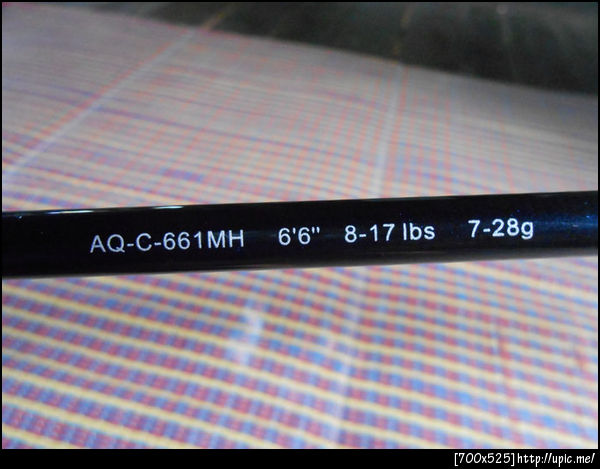 AQ-C-661MH 6'6" 8-17 lbs 7-28g
[700x525]http://upic.me/